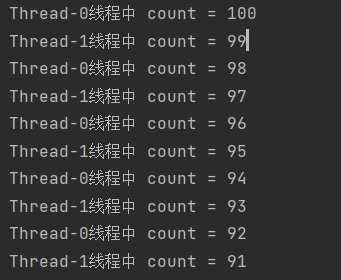 Thread-0线程中 count = 100
Thread-1线程中 count = 99
Thread-0线程中 count = 98
Thread-1线程中 count = 97
Thread-0线程中 count = 96
Thread-1线程中 count = 95
Thread-0线程中 count = 94
Thread-1线程中 count = 93
Thread-0线程中 count = 92
Thread-1线程中 count = 91